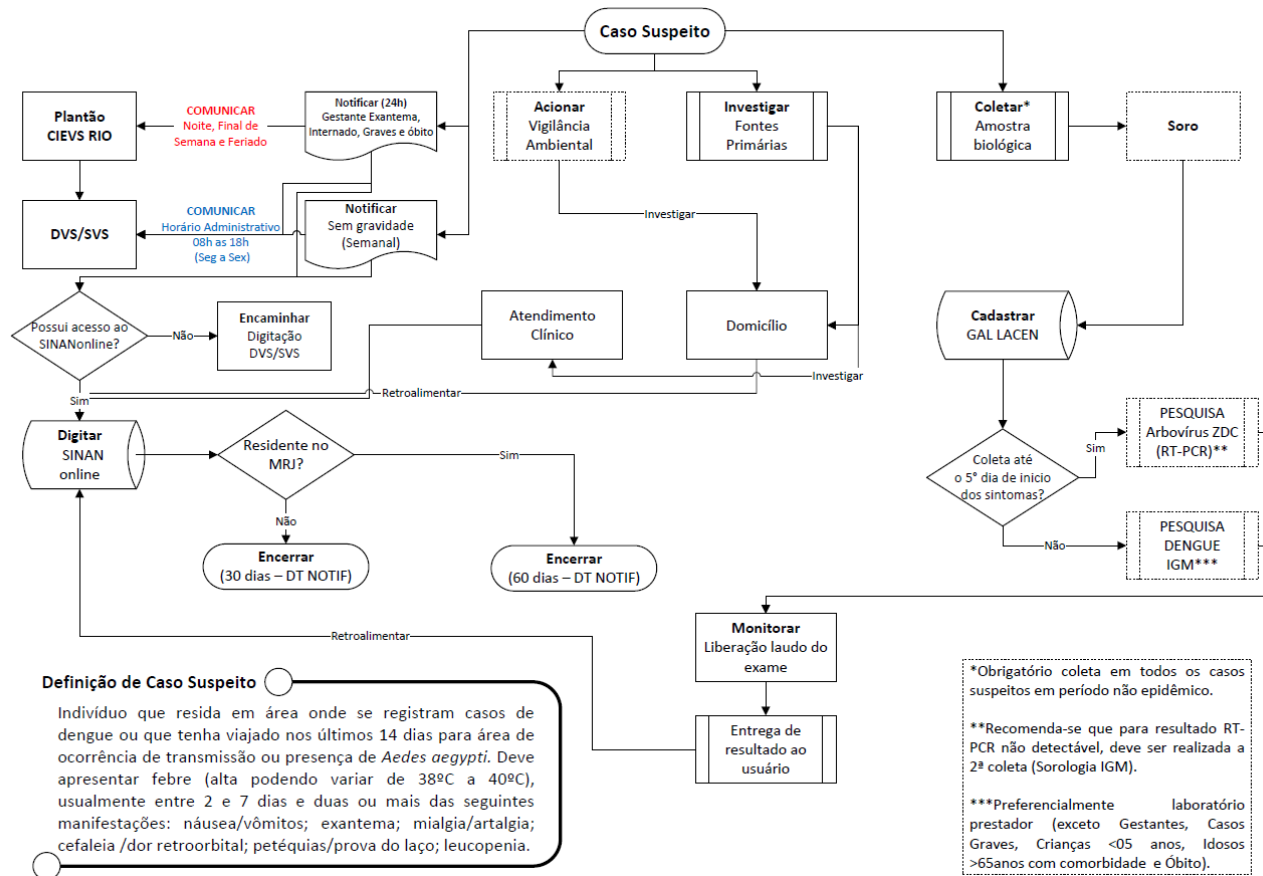 Caso Suspeito
Plantão
CIEVS RIO
COMUNICAR
Noite, Final de
Semana e Feriado
Notificar (24h)
Gestante Exantema,
Internado, Graves e óbito
Acionar
Vigilância
Ambiental
Investigar
Fontes
Primárias
Coletar*
Amostra
biológica
Soro
DVS/SVS
COMUNICAR
Horário Administrativo
08h as 18h
(Seg a Sex)
Notificar
Sem gravidade
(Semanal)
Investigar
Possui acesso ao
SINANonline?
Não
Encaminhar
Digitação
DVS/SVS
Atendimento
Clínico
Domicílio
Cadastrar
GAL LACEN
Investigar
Retroalimentar
Sim
Digitar
SINAN
online
Residente no
MRJ?
Sim
Não
Encerrar
(30 dias – DT NOTIF)
Encerrar
(60 dias – DT NOTIF)
Coleta até
o 5° dia de inicio
dos sintomas?
Sim
PESQUISA
Arbovírus ZDC
(RT-PCR)**
Não
PESQUISA
DENGUE
IGM***
Retroalimentar
Monitorar
Liberação laudo do
exame
Entrega de
resultado ao
usuário
Definição de Caso Suspeito
Indivíduo que resida em área onde se registram casos de
dengue ou que tenha viajado nos últimos 14 dias para área de
ocorrência de transmissão ou presença de Aedes aegypti. Deve
apresentar febre (alta podendo variar de 38ºC a 40ºC),
usualmente entre 2 e 7 dias e duas ou mais das seguintes
manifestações: náusea/vômitos; exantema; mialgia/artalgia;
cefaleia /dor retroorbital; petéquias/prova do laço; leucopenia.
*Obrigatório coleta em todos os casos
suspeitos em período não epidêmico.
**Recomenda-se que para resultado RT-
PCR não detectável, deve ser realizada a
2ª coleta (Sorologia IGM).
***Preferencialmente laboratório
prestador (exceto Gestantes, Casos
Graves, Crianças <05 anos, Idosos
>65anos com comorbidade e Óbito).